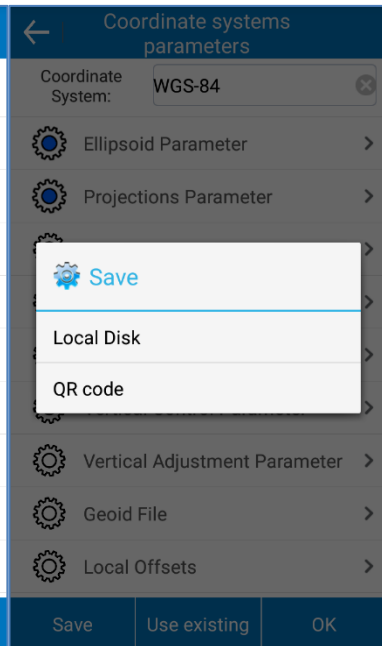 Coordinate systems
parameters
Coordinate
System:
WGS-84
Ellipsoid Parameter
Projections Parameter
Save
Local Disk
QR code
Vertical Adjustment Parameter
Geoid File
Local Offsets
Save
Use existing
OK